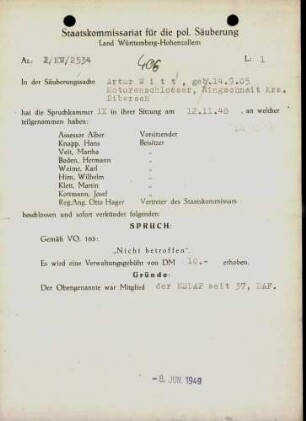 Staatskommissariat für die pol. Säuberung
Land Württemberg-Hohenzollern
Az.: Z/XV/2534
406
L: 1
In der Säuberungssache Artur Witt, geb.14.9.05
Motorenschlosser, Ringschnait Krs.
Biberach
hat die Spruchkammer IX in ihrer Sitzung am 12.11.48 , an welcher
teilgenommen haben:
Assessor Alber Vorsitzender
Knapp, Hans Beisitzer
Veit, Martha "
Boden, Hermann "
Weimr, Karl "
Hirn, Wilhelm "
Klett, Martin "
Kottmann, Josef "
Reg.Ang. Otto Hager Vertreter des Staatskommissars
beschlossen und sofort verkündet folgenden:
SPRUCH:
Gemäß VO. 165:
„Nicht betroffen".
Es wird eine Verwaltungsgebühr von DM 10.- erhoben.
Gründe:
Der Obengenannte war Mitglied der NSDAP seit 37, DAF.
-8. JUNI 1949